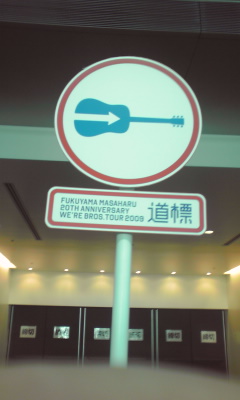 FUKUYAMA MASAHARU
20TH ANNIVERSARY
WE'RE BROS. TOUR 2009
道標